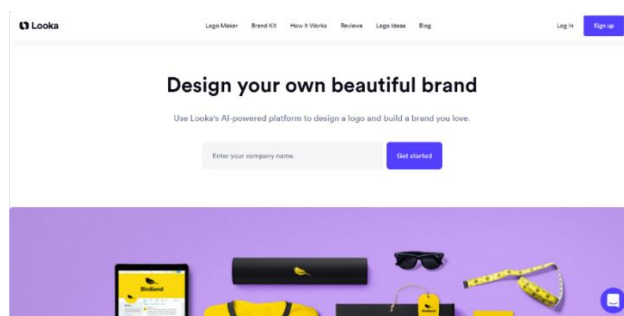 Looka
Logo Maker Brand Kit How It Works Reviews Logo Ideas Blog Log in Sign up
Design your own beautiful brand
Use Looka's AI-powered platform to design a logo and build a brand you love.
Enter your company name Get started
Birdland